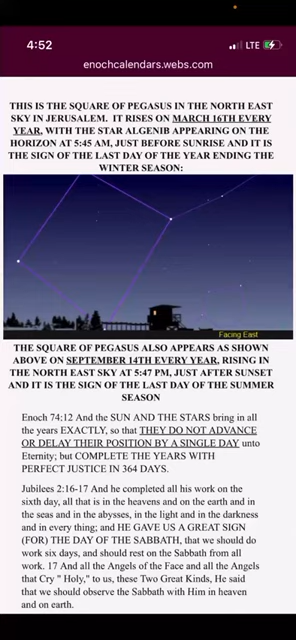 4:52
LTE
enochcalendars.webs.com
THIS IS THE SQUARE OF PEGASUS IN THE NORTH EAST
SKY IN JERUSALEM. IT RISES ON MARCH 16TH EVERY
YEAR, WITH THE STAR ALGENIB APPEARING ON THE
HORIZON AT 5:45 AM, JUST BEFORE SUNRISE AND IT IS
THE SIGN OF THE LAST DAY OF THE YEAR ENDING THE
WINTER SEASON:
Facing East
THE SQUARE OF PEGASUS ALSO APPEARS AS SHOWN
ABOVE ON SEPTEMBER 14TH EVERY YEAR, RISING IN
THE NORTH EAST SKY AT 5:47 PM, JUST AFTER SUNSET
AND IT IS THE SIGN OF THE LAST DAY OF THE SUMMER
SEASON
Enoch 74:12 And the SUN AND THE STARS bring in all
the years EXACTLY, so that THEY DO NOT ADVANCE
OR DELAY THEIR POSITION BY A SINGLE DAY unto
Eternity; but COMPLETE THE YEARS WITH
PERFECT JUSTICE IN 364 DAYS.
Jubilees 2:16-17 And he completed all his work on the
sixth day, all that is in the heavens and on the earth and in
the seas and in the abysses, in the light and in the darkness
and in every thing; and HE GAVE US A GREAT SIGN
(FOR) THE DAY OF THE SABBATH, that we should do
work six days, and should rest on the Sabbath from all
work. 17 And all the Angels of the Face and all the Angels
that Cry " Holy," to us, these Two Great Kinds, He said
that we should observe the Sabbath with Him in heaven
and on earth.